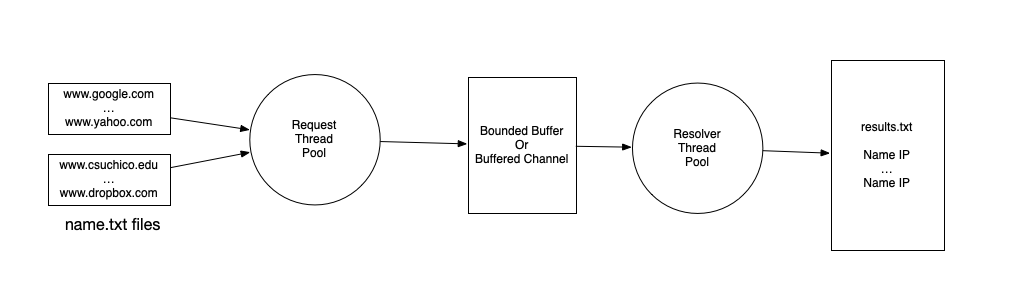 www.google.com
...
www.yahoo.com
www.csuchico.edu
...
www.dropbox.com
name.txt files
Request
Thread
Pool
Bounded Buffer
Or
Buffered Channel
Resolver
Thread
Pool
results.txt
Name IP
...
Name IP